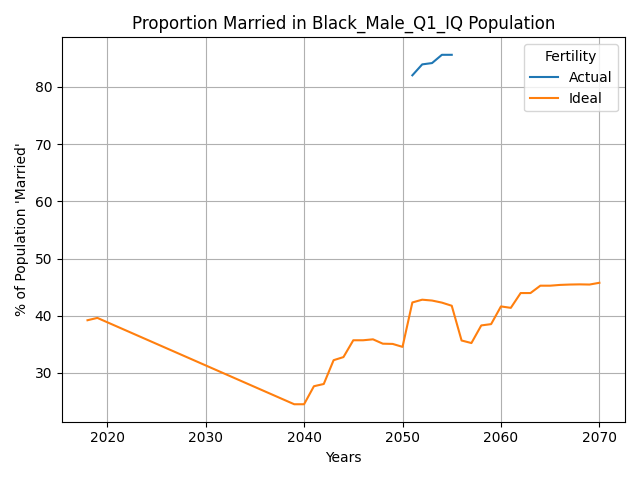 Proportion Married in Black_Male_Q1_IQ Population
Fertility
Actual
Ideal
% of Population 'Married'
80
70
60
50
40
30
2020 2030 2040 2050 2060 2070
Years